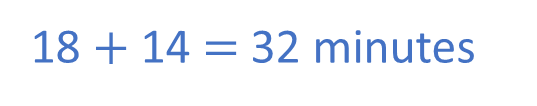 18 + 14 = 32 minutes